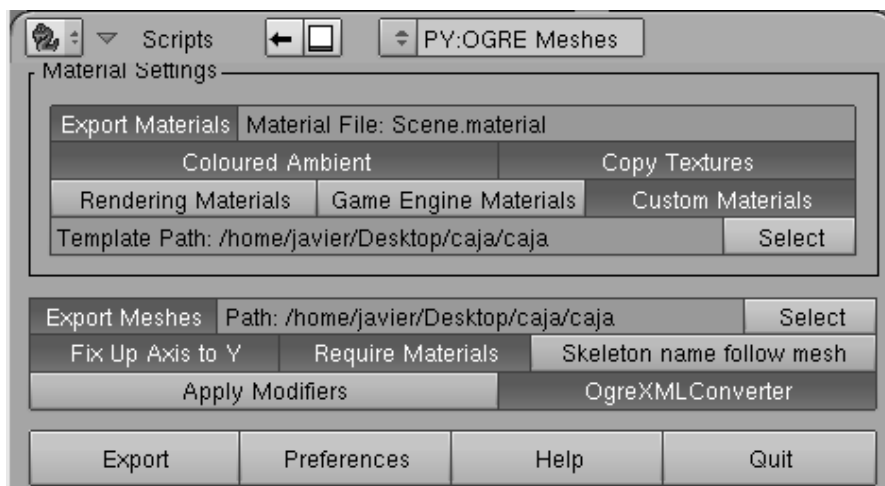 Scripts PY:OGRE Meshes
Material Settings
Export Materials Material File: Scene.material
Coloured Ambient Copy Textures
Rendering Materials Game Engine Materials Custom Materials
Template Path: /home/javier/Desktop/caja/caja Select
Export Meshes Path: /home/javier/Desktop/caja/caja Select
Fix Up Axis to Y Require Materials Skeleton name follow mesh
Apply Modifiers OgreXMLConverter
Export Preferences Help Quit